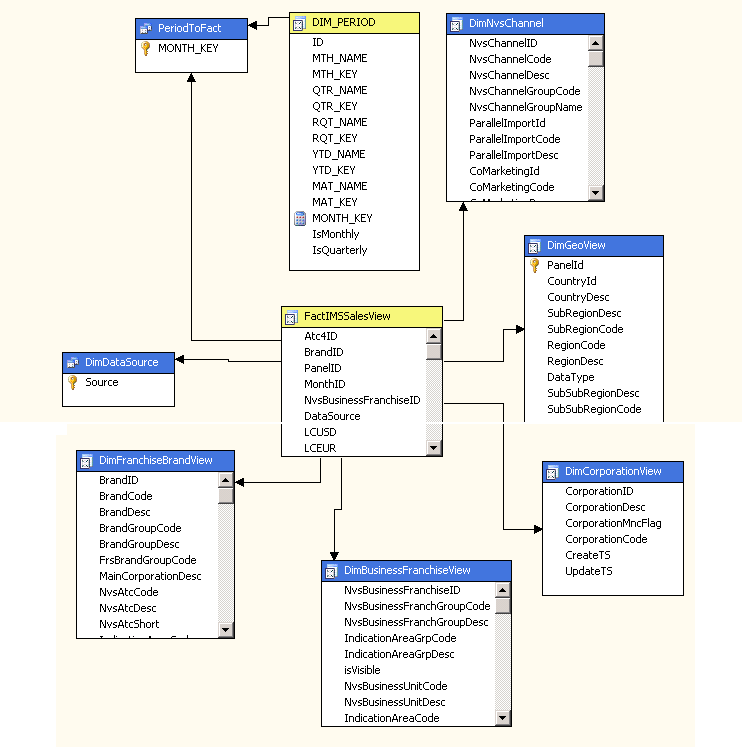 PeriodToFact
MONTH_KEY
DIM_PERIOD
ID
MTH_NAME
MTH_KEY
QTR_NAME
QTR_KEY
RQT_NAME
RQT_KEY
YTD_NAME
YTD_KEY
MAT_NAME
MAT_KEY
MONTH_KEY
IsMonthly
IsQuarterly
DimNvsChannel
NvsChannelID
NvsChannelCode
NvsChannelDesc
NvsChannelGroupCode
NvsChannelGroupName
ParallelImportId
ParallelImportCode
ParallelImportDesc
CoMarketingId
CoMarketingCode
DimGeoView
PanelId
CountryId
CountryDesc
SubRegionDesc
SubRegionCode
RegionCode
RegionDesc
DataType
SubSubRegionDesc
SubSubRegionCode
FactIMSSalesView
Atc4ID
BrandID
PanelID
MonthID
NvsBusinessFranchiseID
DataSource
LCUSD
LCEUR
DimDataSource
Source
DimFranchiseBrandView
BrandID
BrandCode
BrandDesc
BrandGroupCode
BrandGroupDesc
FrsBrandGroupCode
MainCorporationDesc
NvsAtcCode
NvsAtcDesc
NvsAtcShort
DimBusinessFranchiseView
NvsBusinessFranchiseID
NvsBusinessFranchGroupCode
NvsBusinessFranchGroupDesc
IndicationAreaGrpCode
IndicationAreaGrpDesc
isVisible
NvsBusinessUnitCode
NvsBusinessUnitDesc
IndicationAreaCode
DimCorporationView
CorporationID
CorporationDesc
CorporationMncFlag
CorporationCode
CreateTS
UpdateTS